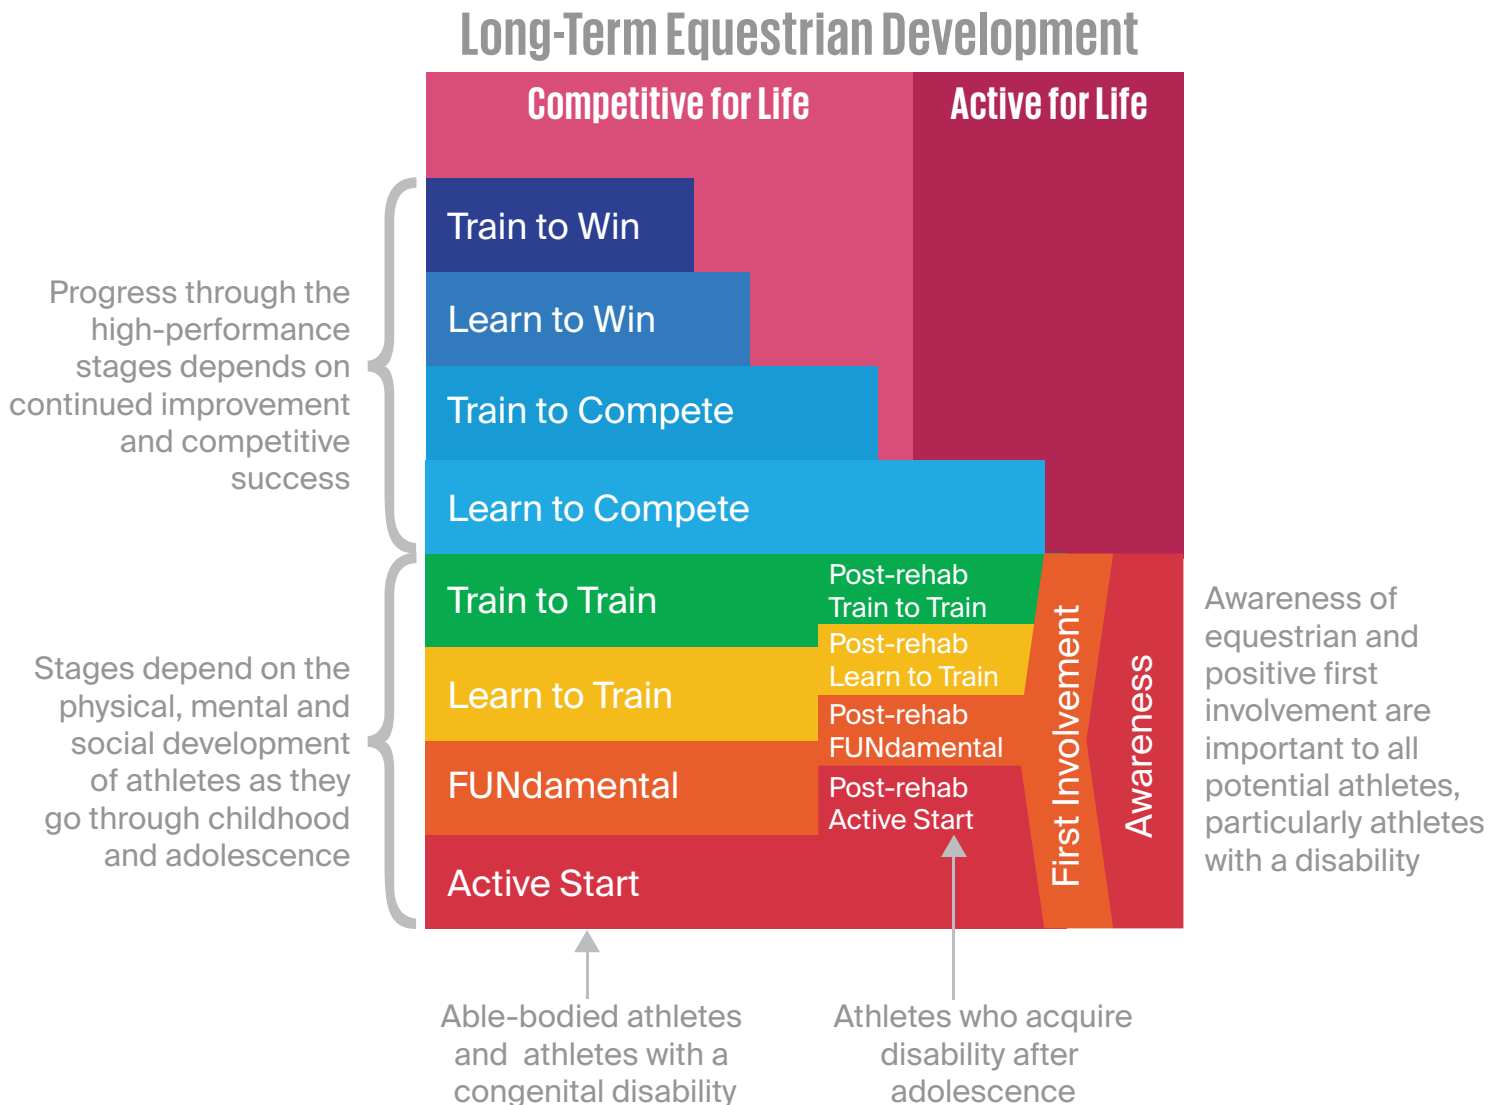 Long-Term Equestrian Development
Competitive for Life
Active for Life
Train to Win
Learn to Win
Train to Compete
Learn to Compete
Train to Train
Learn to Train
FUNdamental
Active Start
Post-rehab
Train to Train
Post-rehab
Learn to Train
Post-rehab
FUNdamental
Post-rehab
Active Start
First Involvement
Awareness
Progress through the
high-performance
stages depends on
continued improvement
and competitive
success
Stages depend on the
physical, mental and
social development
of athletes as they
go through childhood
and adolescence
Awareness of
equestrian and
positive first
involvement are
important to all
potential athletes,
particularly athletes
with a disability
Able-bodied athletes
and athletes with a
congenital disability
Athletes who acquire
disability after
adolescence